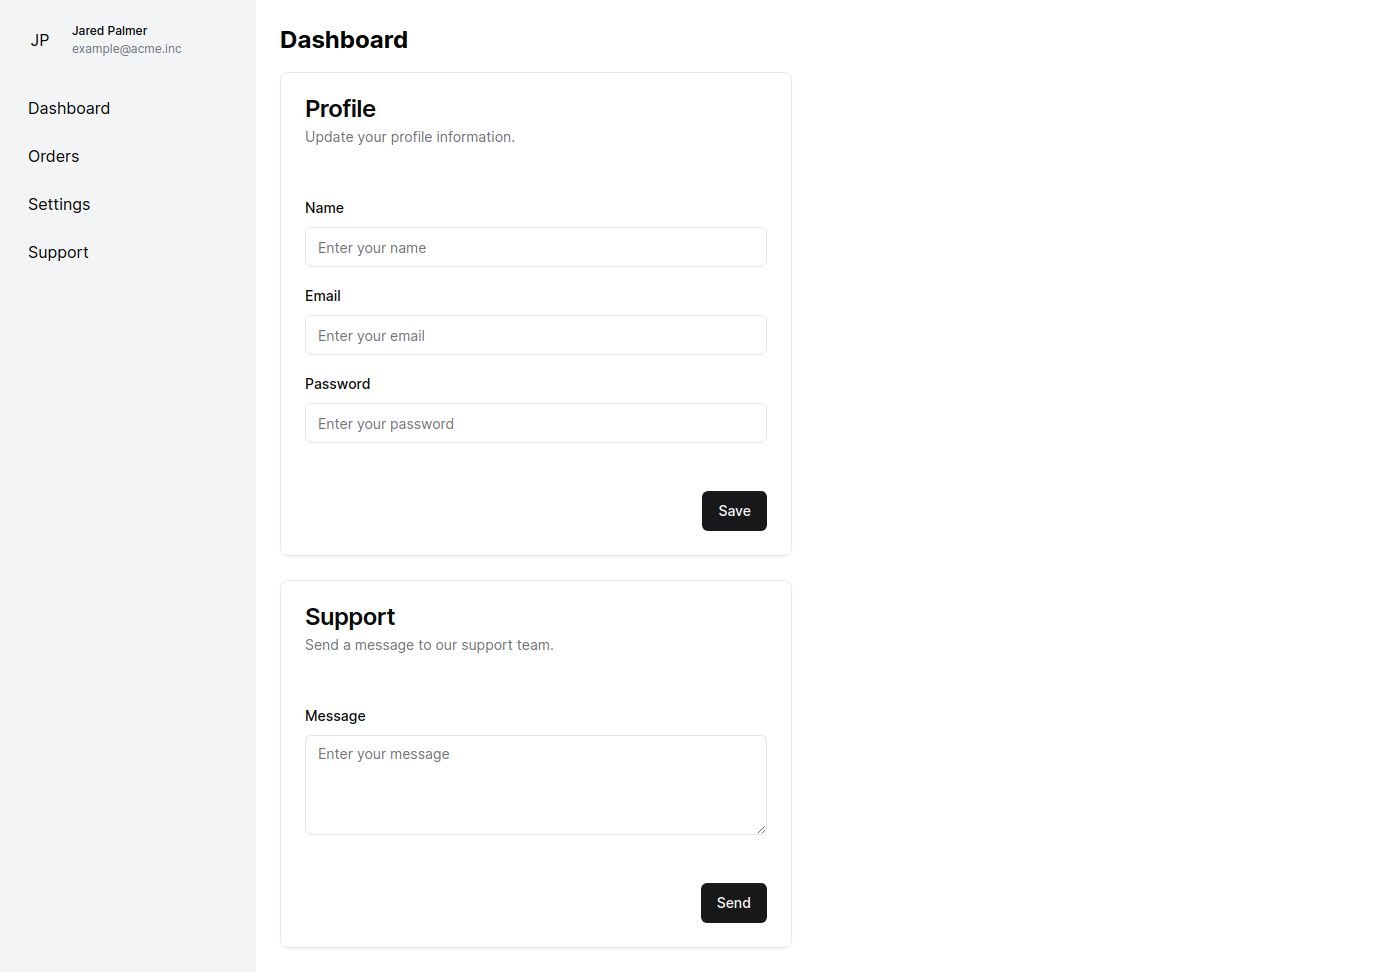 JP
Jared Palmer
example@acme.inc
Dashboard
Orders
Settings
Support
Dashboard
Profile
Update your profile information.
Name
Enter your name
Email
Enter your email
Password
Enter your password
Save
Support
Send a message to our support team.
Message
Enter your message
Send